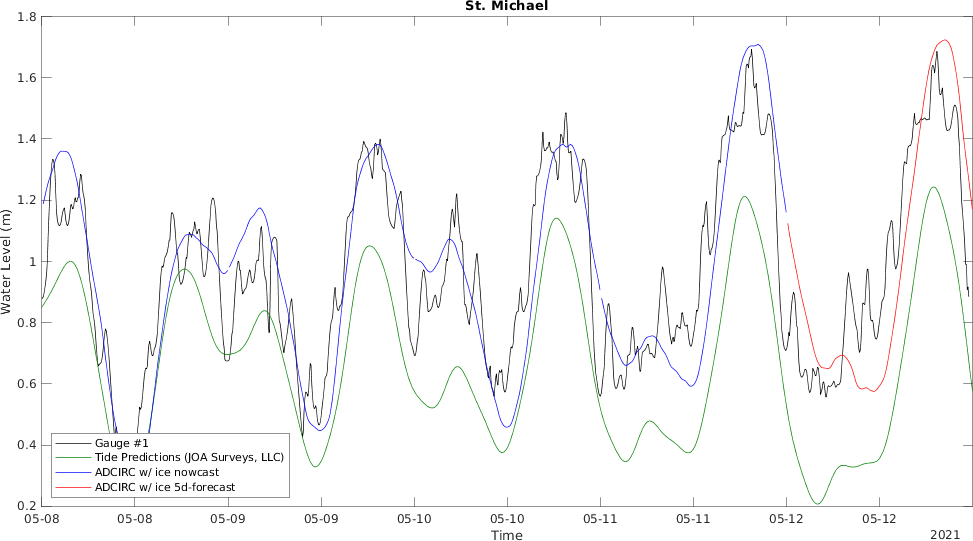 St. Michael
1.8
1.6
1.4
1.2
1
0.8
0.6
0.4
0.2
Water Level (m)
Gauge #1
Tide Predictions (JOA Surveys, LLC)
ADCIRC w/ ice nowcast
ADCIRC w/ ice 5d-forecast
05-08 05-08 05-09 05-09 05-10 05-10 05-11 05-11 05-12 05-12
Time
2021